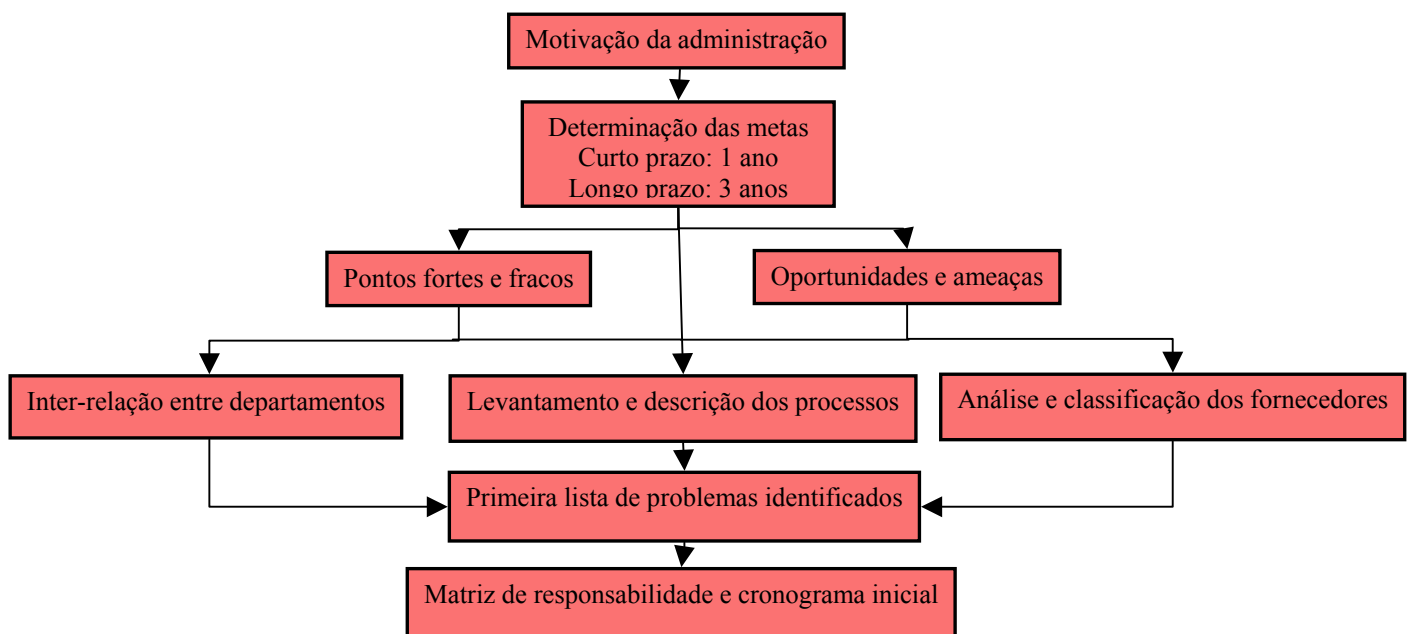 Motivação da administração
Determinação das metas
Curto prazo: 1 ano
Longo prazo: 3 anos
Pontos fortes e fracos
Oportunidades e ameaças
Inter-relação entre departamentos
Levantamento e descrição dos processos
Análise e classificação dos fornecedores
Primeira lista de problemas identificados
Matriz de responsabilidade e cronograma inicial